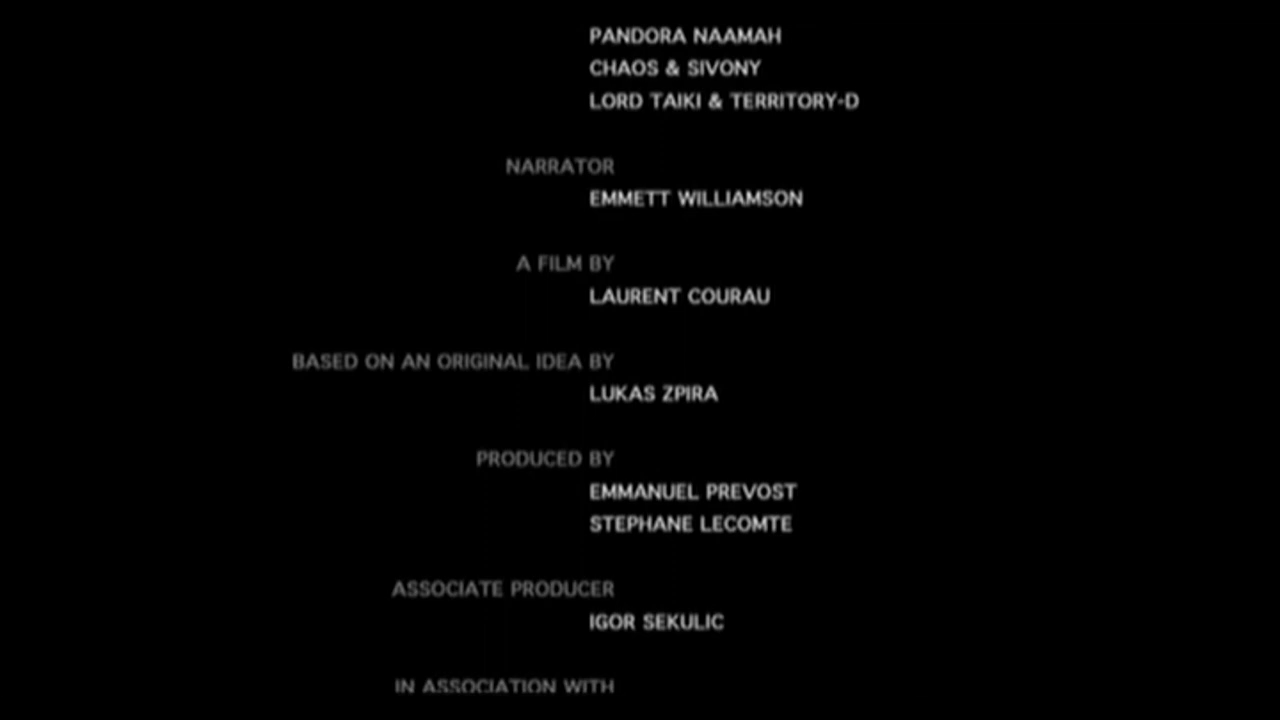 PANDORA NAAMAH
CHAOS & SIVONY
LORD TAIKI & TERRITORY-D
NARRATOR
EMMETT WILLIAMSON
A FILM BY
LAURENT COURAU
BASED ON AN ORIGINAL IDEA BY
LUKAS ZPIRA
PRODUCED BY
EMMANUEL PREVOST
STEPHANE LECOMTE
ASSOCIATE PRODUCER
IGOR SEKULIC
IN ASSOCIATION WITH